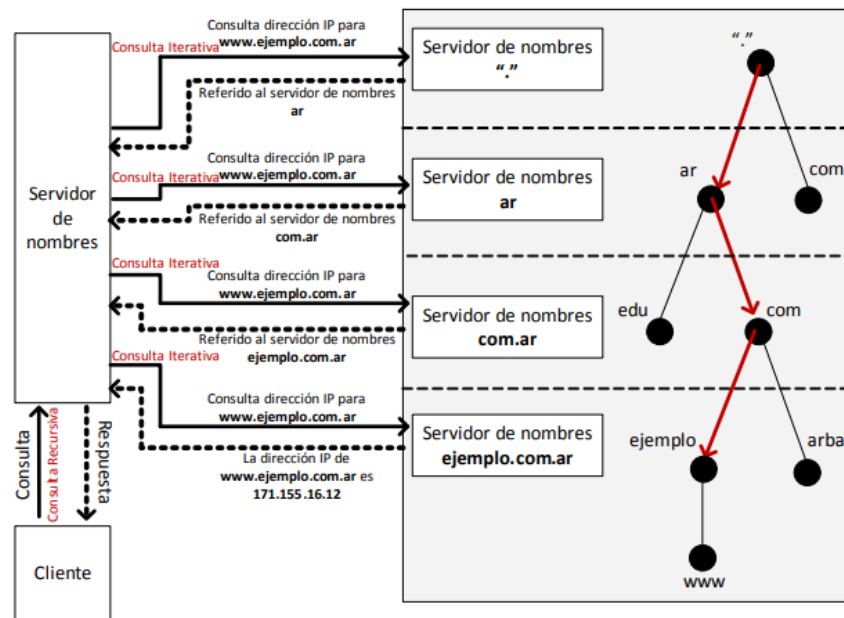 Consulta dirección IP para
www.ejemplo.com.ar
Consulta Iterativa
Servidor de nombres
“.”
“.”
Referido al servidor de nombres
ar
Consulta dirección IP para
www.ejemplo.com.ar
Consulta Iterativa
Servidor de nombres
ar
ar
com
Referido al servidor de nombres
com.ar
Servidor
de
nombres
Consulta Iterativa
Consulta dirección IP para
www.ejemplo.com.ar
Servidor de nombres
com.ar
edu
com
Referido al servidor de nombres
ejemplo.com.ar
Consulta Iterativa
Consulta dirección IP para
www.ejemplo.com.ar
Servidor de nombres
ejemplo.com.ar
ejemplo
arba
La dirección IP de
www.ejemplo.com.ar es
171.155.16.12
www
Consulta
Consulta Recursiva
Respuesta
Cliente